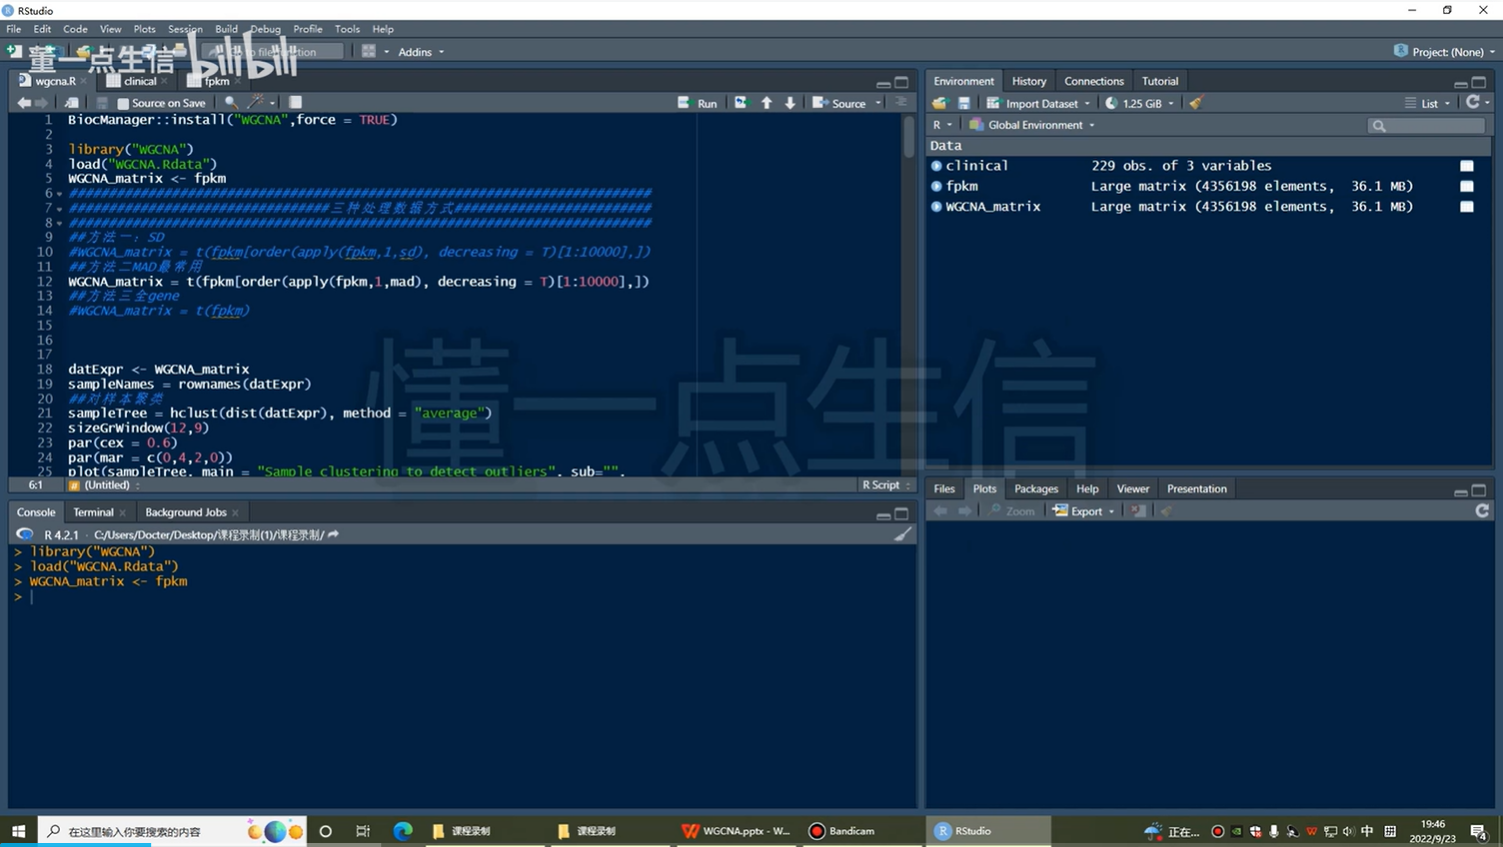 RStudio
File Edit Code View Plots Session Build Debug Profile Tools Help
Addins
Project: (None)
董一点生信 bilibili
wgcna.R clinical fpkm
Source on Save Run Source
1 BiocManager::install("WGCNA",force = TRUE)
2
3 library("WGCNA")
4 load("WGCNA.Rdata")
5 WGCNA_matrix <- fpkm
6 ########################################################################
7 ################################三种处理数据方式########################
8 ########################################################################
9 ##方法一：SD
10 #WGCNA_matrix = t(fpkm[order(apply(fpkm,1,sd), decreasing = T)[1:10000],])
11 ##方法二MAD最常用
12 WGCNA_matrix = t(fpkm[order(apply(fpkm,1,mad), decreasing = T)[1:10000],])
13 ##方法三全gene
14 #WGCNA_matrix = t(fpkm)
15
16
17
18 datExpr <- WGCNA_matrix
19 sampleNames = rownames(datExpr)
20 ##对样本聚类
21 sampleTree = hclust(dist(datExpr), method = "average")
22 sizeGrWindow(12,9)
23 par(cex = 0.6)
24 par(mar = c(0,4,2,0))
25 plot(sampleTree, main = "Sample clustering to detect outliers", sub="",
6:1 (Untitled) R Script
懂一点生信
Console Terminal Background Jobs
R 4.2.1 · C:/Users/Docter/Desktop/课程录制(1)/课程录制/
> library("WGCNA")
> load("WGCNA.Rdata")
> WGCNA_matrix <- fpkm
>
Environment History Connections Tutorial
Import Dataset 1.25 GiB List
R Global Environment
Data
clinical 229 obs. of 3 variables
fpkm Large matrix (4356198 elements, 36.1 MB)
WGCNA_matrix Large matrix (4356198 elements, 36.1 MB)
Files Plots Packages Help Viewer Presentation
Zoom Export
在这里输入你要搜索的内容
课程录制
课程录制
WGCNA.pptx - W...
Bandicam
RStudio
正在...
中
19:46
2022/9/23
4